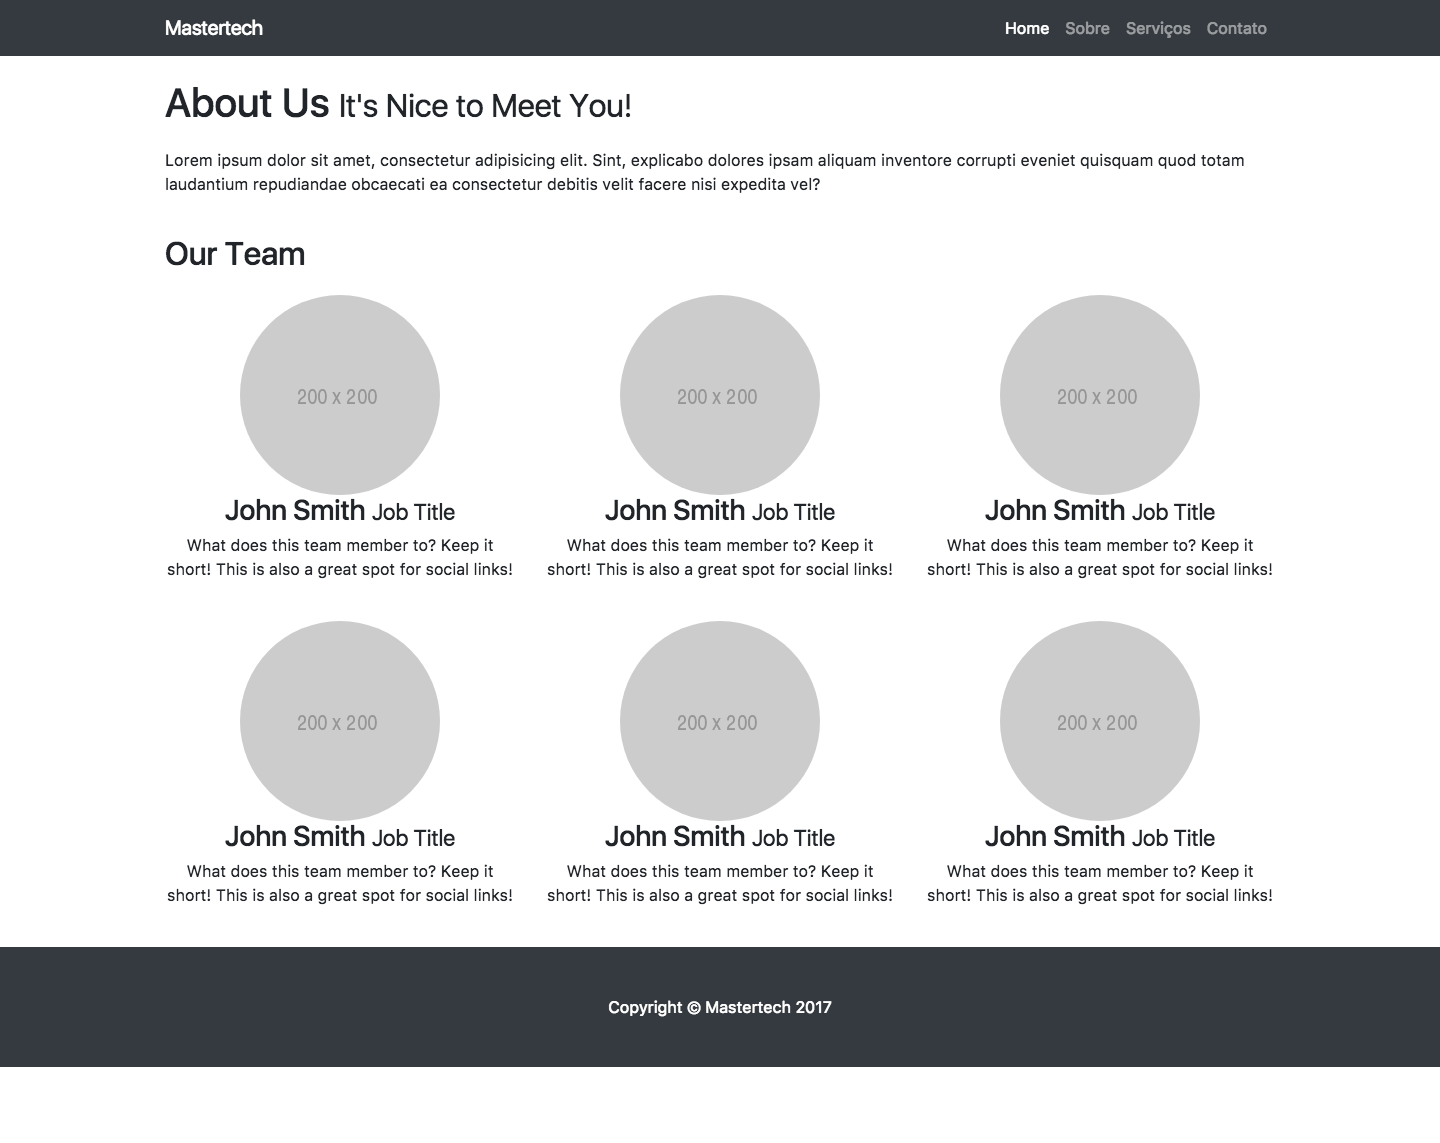 Mastertech
Home Sobre Serviços Contato
About Us It's Nice to Meet You!
Lorem ipsum dolor sit amet, consectetur adipisicing elit. Sint, explicabo dolores ipsam aliquam inventore corrupti eveniet quisquam quod totam
laudantium repudiandae obcaecati ea consectetur debitis velit facere nisi expedita vel?
Our Team
200 x 200
John Smith Job Title
What does this team member to? Keep it
short! This is also a great spot for social links!
200 x 200
John Smith Job Title
What does this team member to? Keep it
short! This is also a great spot for social links!
200 x 200
John Smith Job Title
What does this team member to? Keep it
short! This is also a great spot for social links!
200 x 200
John Smith Job Title
What does this team member to? Keep it
short! This is also a great spot for social links!
200 x 200
John Smith Job Title
What does this team member to? Keep it
short! This is also a great spot for social links!
200 x 200
John Smith Job Title
What does this team member to? Keep it
short! This is also a great spot for social links!
Copyright © Mastertech 2017